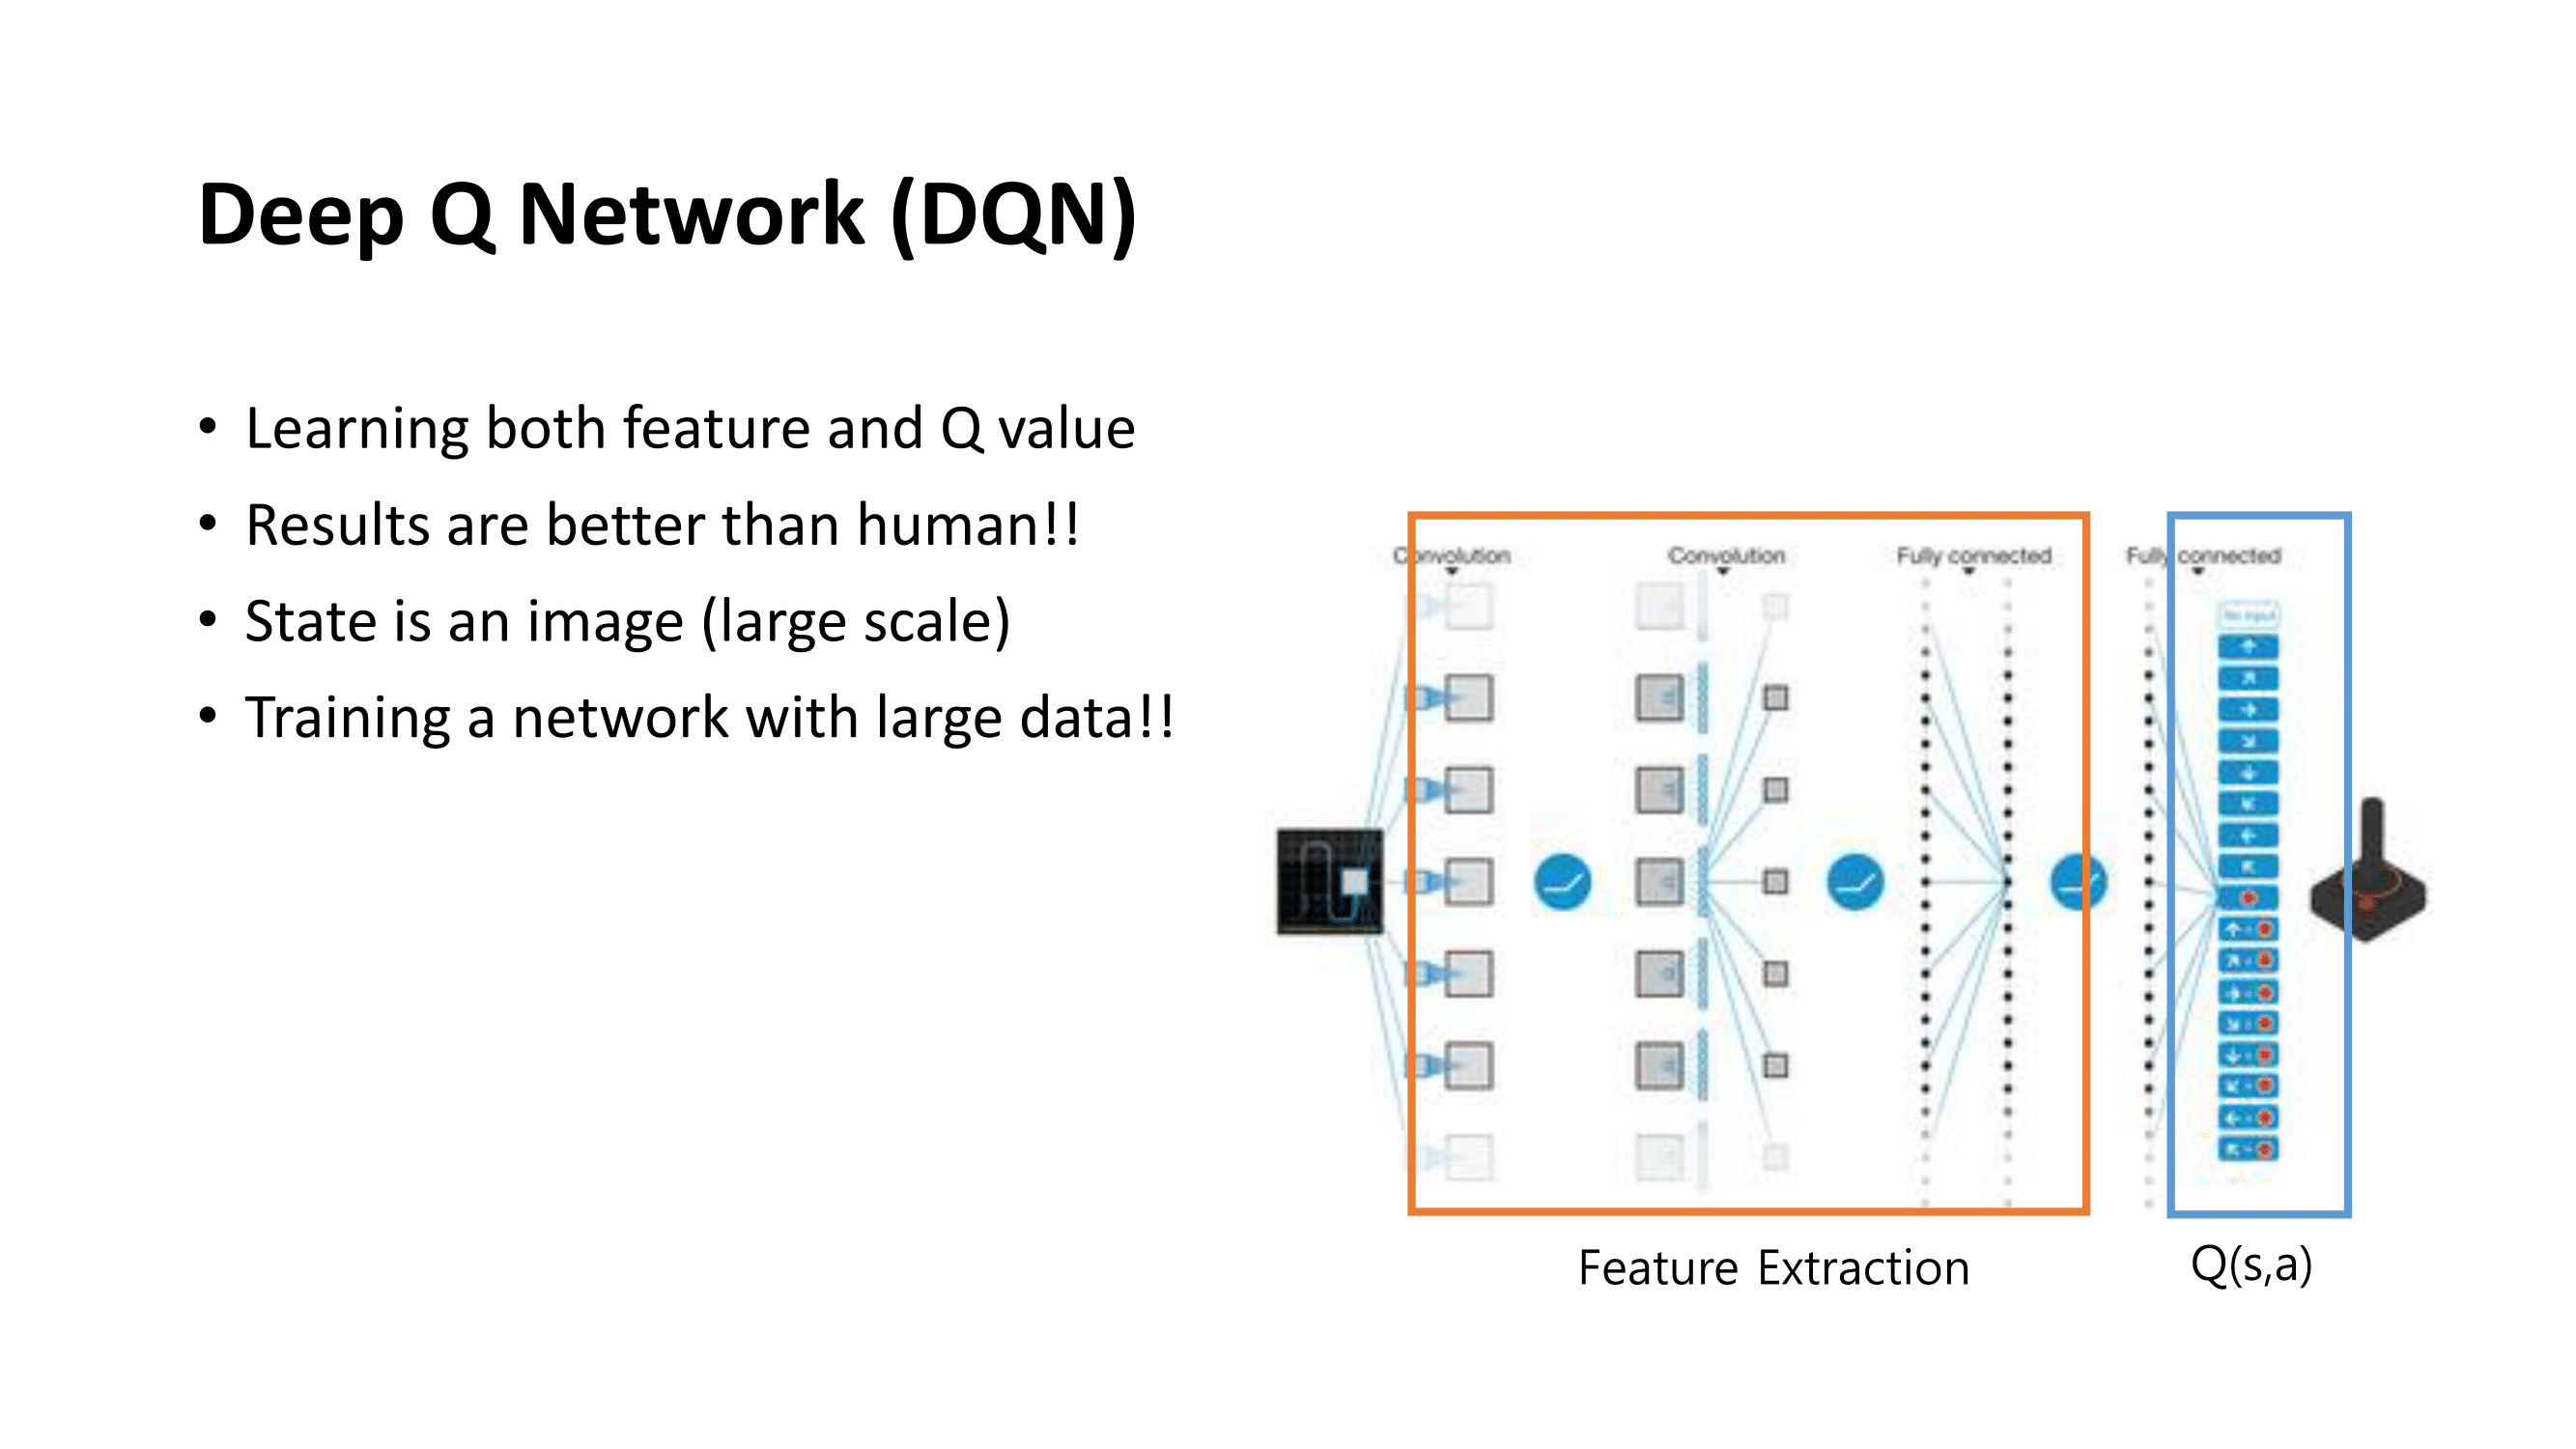 Deep Q Network (DQN)
• Learning both feature and Q value
• Results are better than human!!
• State is an image (large scale)
• Training a network with large data!!
Convolution
Convolution
Fully connected
Fully connected
No input
Feature Extraction
Q(s,a)